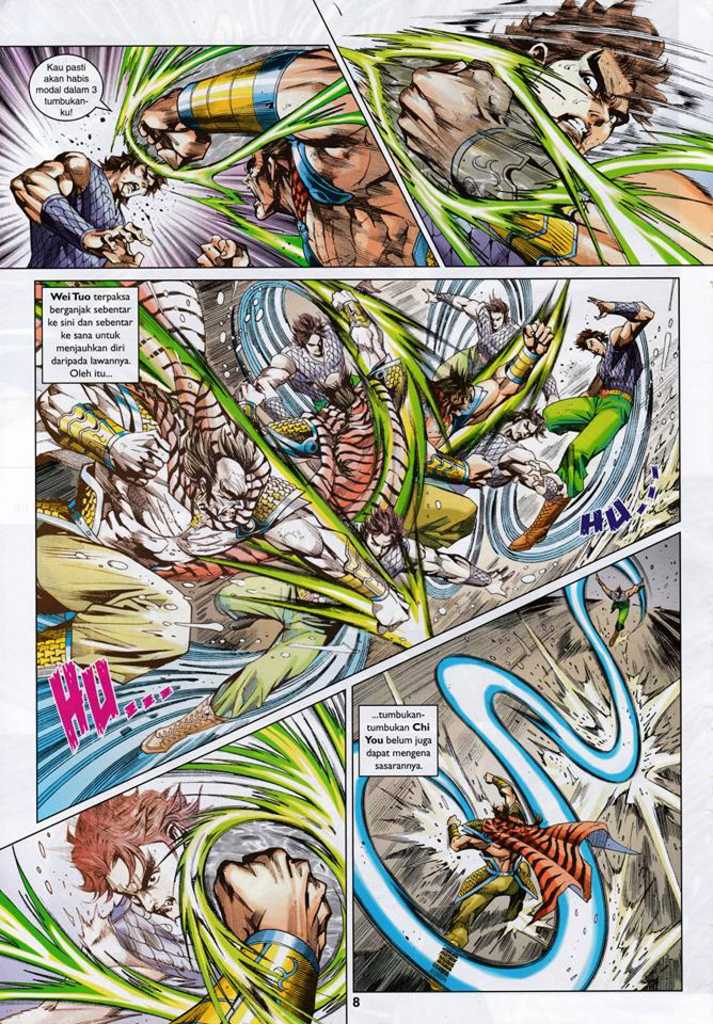 Kau pasti
akan habis
modal dalam 3
tumbukan-
ku!
Wei Tuo terpaksa
berganjak sebentar
ke sini dan sebentar
ke sana untuk
menjauhkan diri
daripada lawannya.
Oleh itu...
HU...
HU...
...tumbukan-
tumbukan Chi
You belum juga
dapat mengena
sasarannya.
8